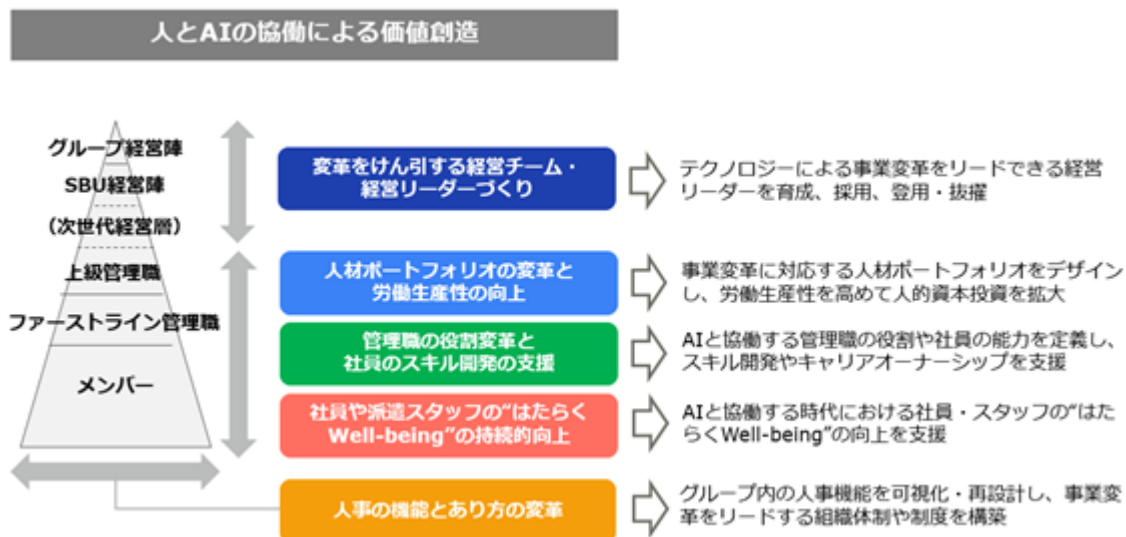 人とAIの協働による価値創造
グループ経営陣
SBU経営陣
（次世代経営層）
上級管理職
ファーストライン管理職
メンバー
変革をけん引する経営チーム・
経営リーダーづくり
テクノロジーによる事業変革をリードできる経営
リーダーを育成、採用、登用・抜擢
人材ポートフォリオの変革と
労働生産性の向上
事業変革に対応する人材ポートフォリオをデザイン
し、労働生産性を高めて人的資本投資を拡大
管理職の役割変革と
社員のスキル開発の支援
AIと協働する管理職の役割や社員の能力を定義し、
スキル開発やキャリアオーナーシップを支援
社員や派遣スタッフの“はたらく
Well-being”の持続的向上
AIと協働する時代における社員・スタッフの“はた
らくWell-being”の向上を支援
人事の機能とあり方の変革
グループ内の人事機能を可視化・再設計し、事業変
革をリードする組織体制や制度を構築